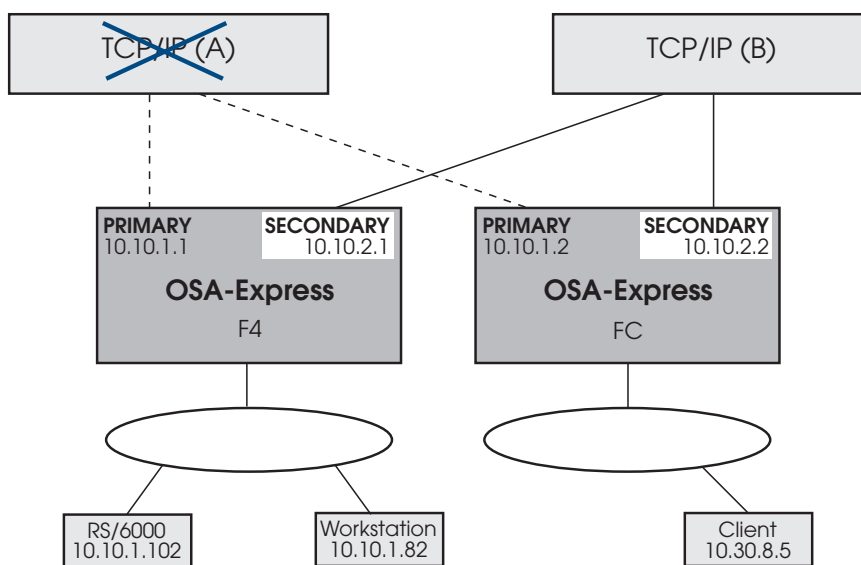 TCP/IP (A)
TCP/IP (B)
PRIMARY
10.10.1.1
SECONDARY
10.10.2.1
OSA-Express
F4
PRIMARY
10.10.1.2
SECONDARY
10.10.2.2
OSA-Express
FC
RS/6000
10.10.1.102
Workstation
10.10.1.82
Client
10.30.8.5